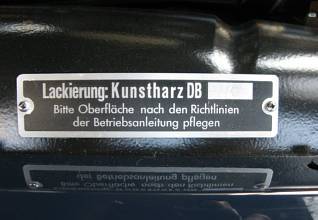 Lackierung: Kunstharz DB
Bitte Oberfläche nach den Richtlinien
der Betriebsanleitung pflegen